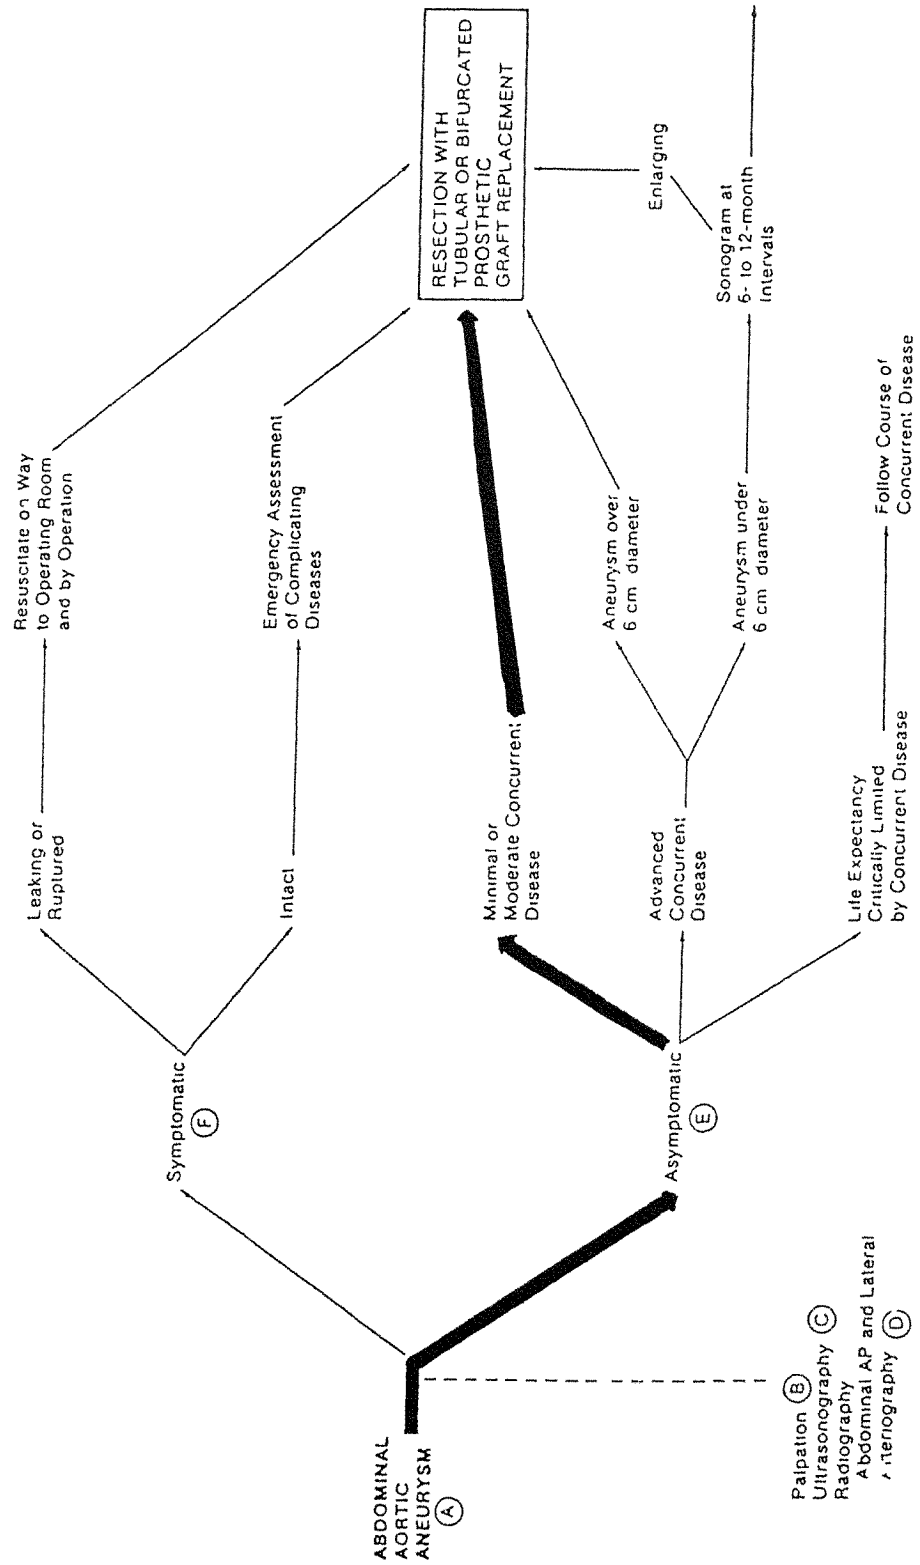 ABDOMINAL
AORTIC
ANEURYSM
A
Palpation B
Ultrasonography C
Radiography
Abdominal AP and Lateral
Arteriography D
Symptomatic
F
Asymptomatic
E
Leaking or
Ruptured
Intact
Minimal or
Moderate Concurrent
Disease
Advanced
Concurrent
Disease
Life Expectancy
Critically Limited
by Concurrent Disease
Resuscitate on Way
to Operating Room
and by Operation
Emergency Assessment
of Complicating
Diseases
Aneurysm over
6 cm diameter
Aneurysm under
6 cm diameter
Follow Course of
Concurrent Disease
RESECTION WITH
TUBULAR OR BIFURCATED
PROSTHETIC
GRAFT REPLACEMENT
Enlarging
Sonogram at
6- to 12-month
Intervals